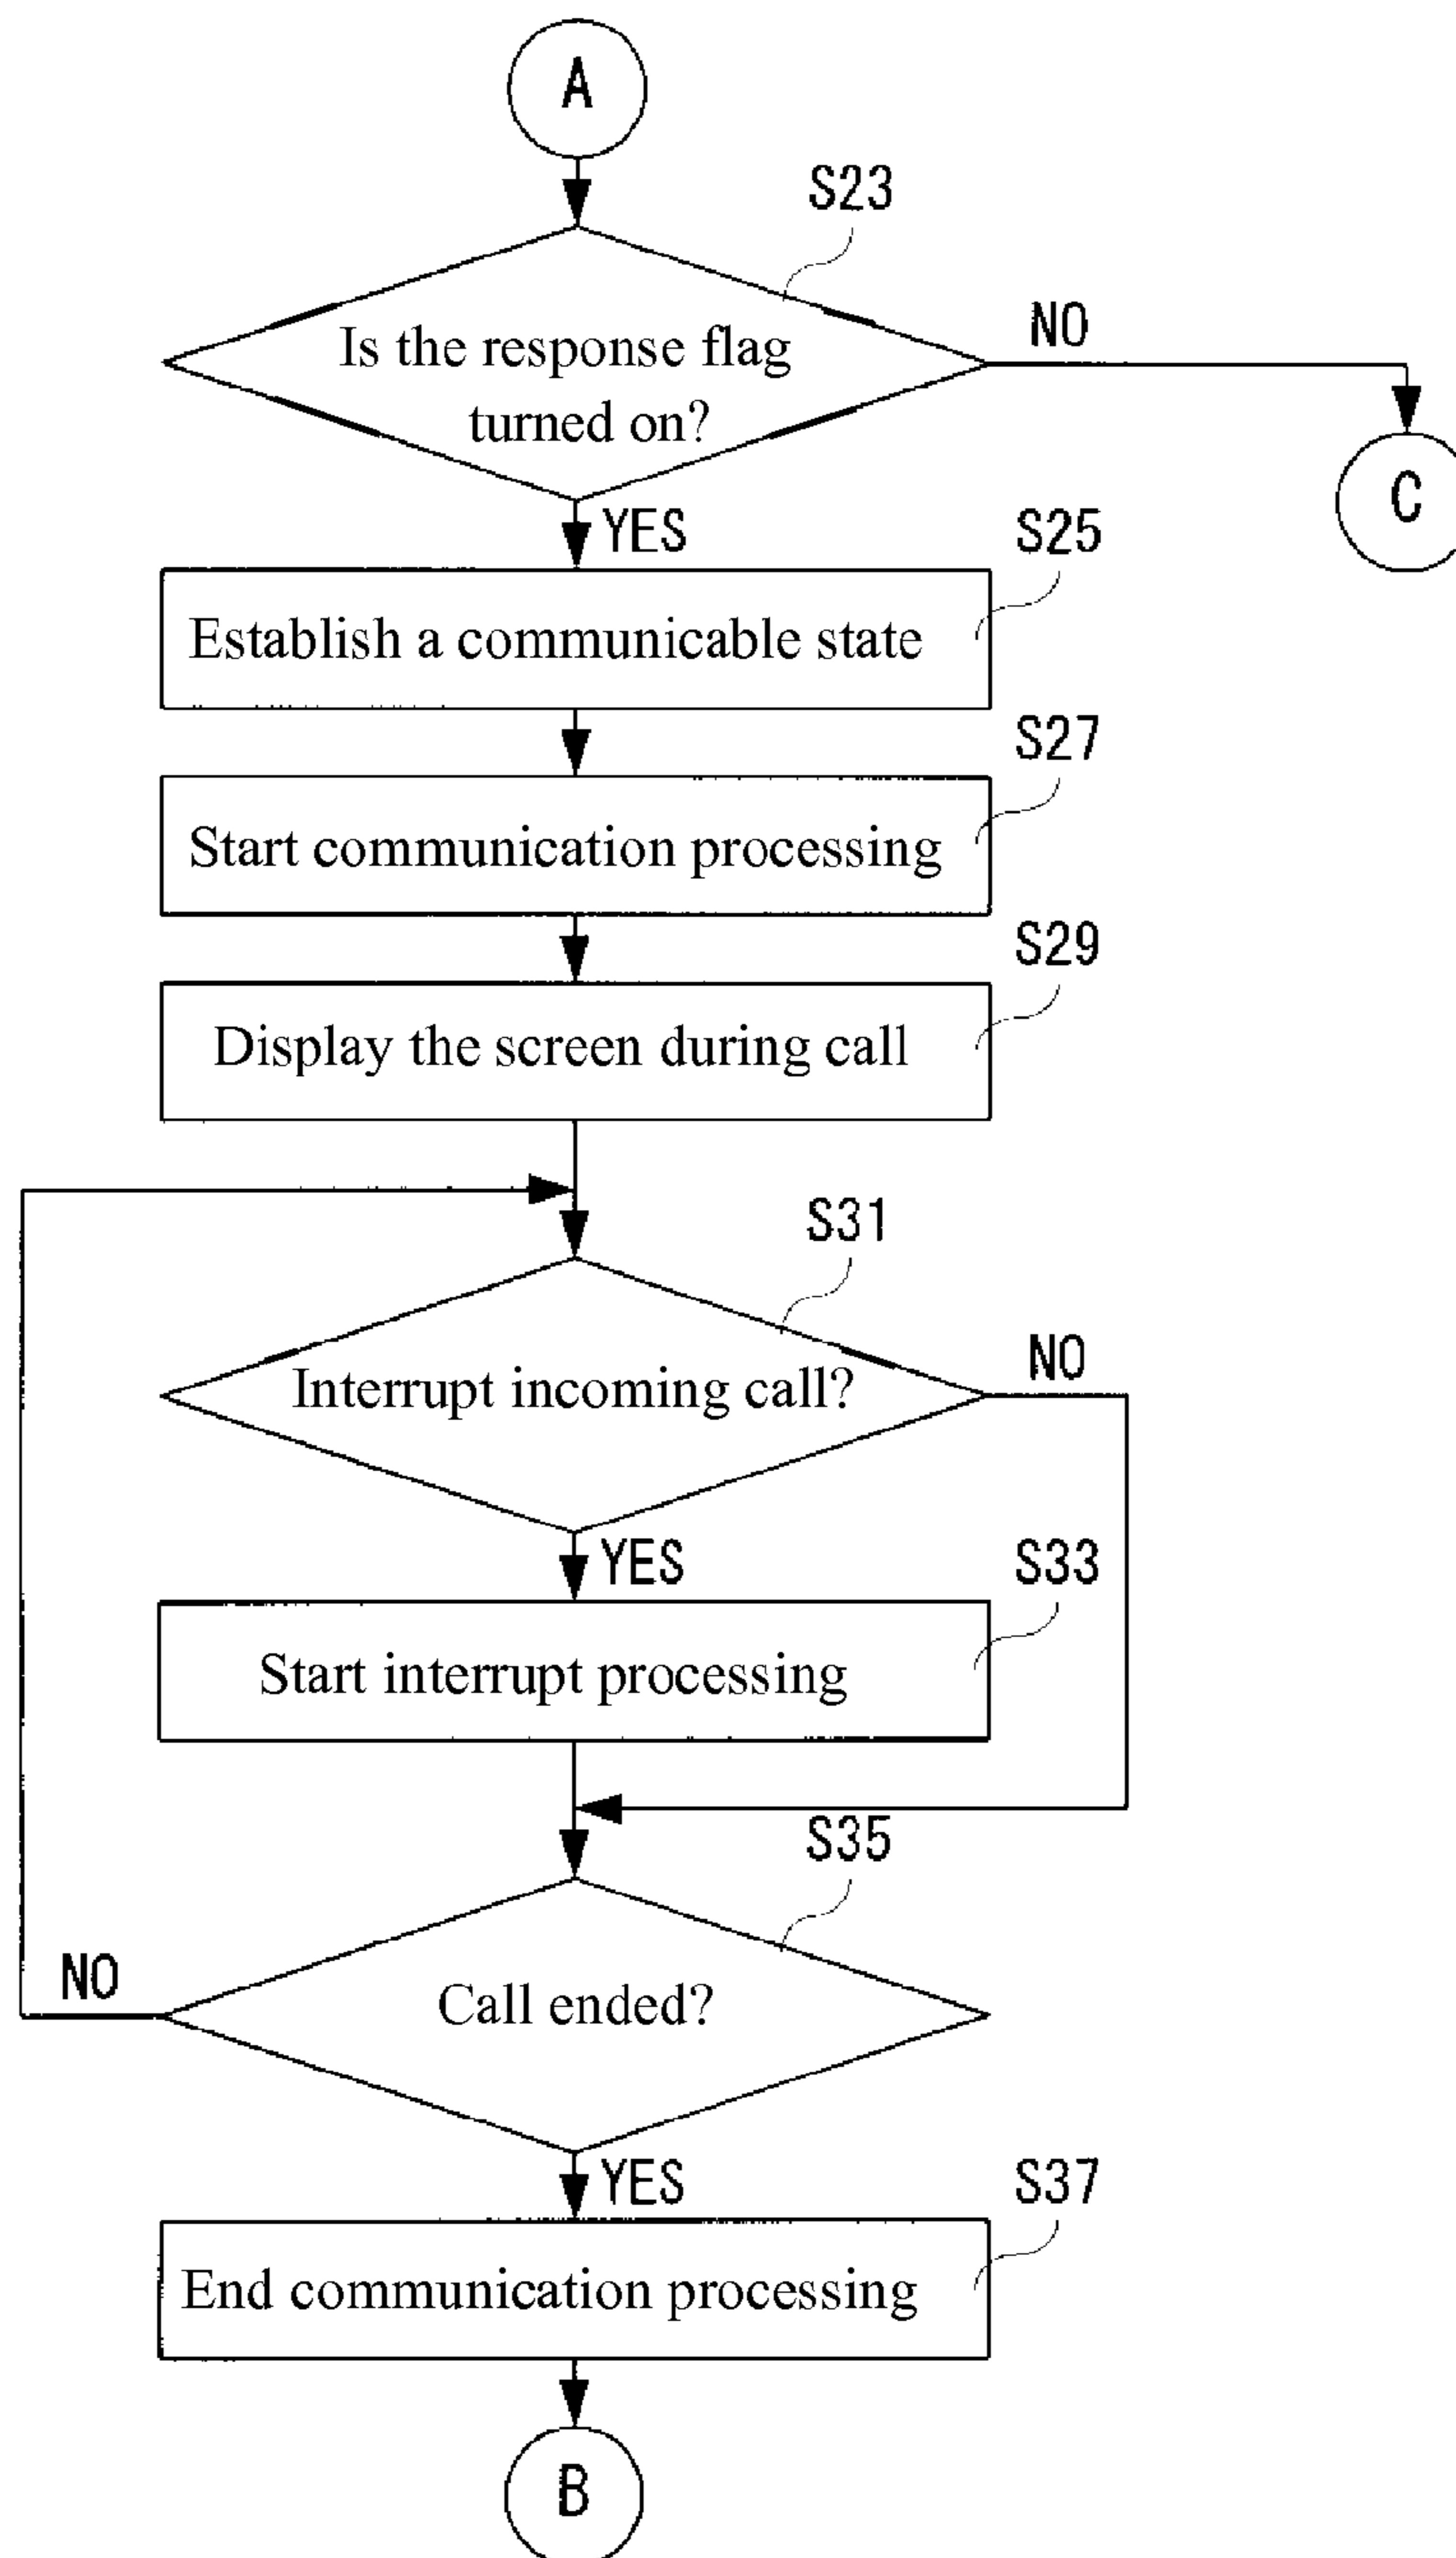 A
S23
Is the response flag
turned on?
NO
C
YES
S25
Establish a communicable state
S27
Start communication processing
S29
Display the screen during call
S31
Interrupt incoming call?
NO
YES
S33
Start interrupt processing
S35
Call ended?
NO
YES
S37
End communication processing
B